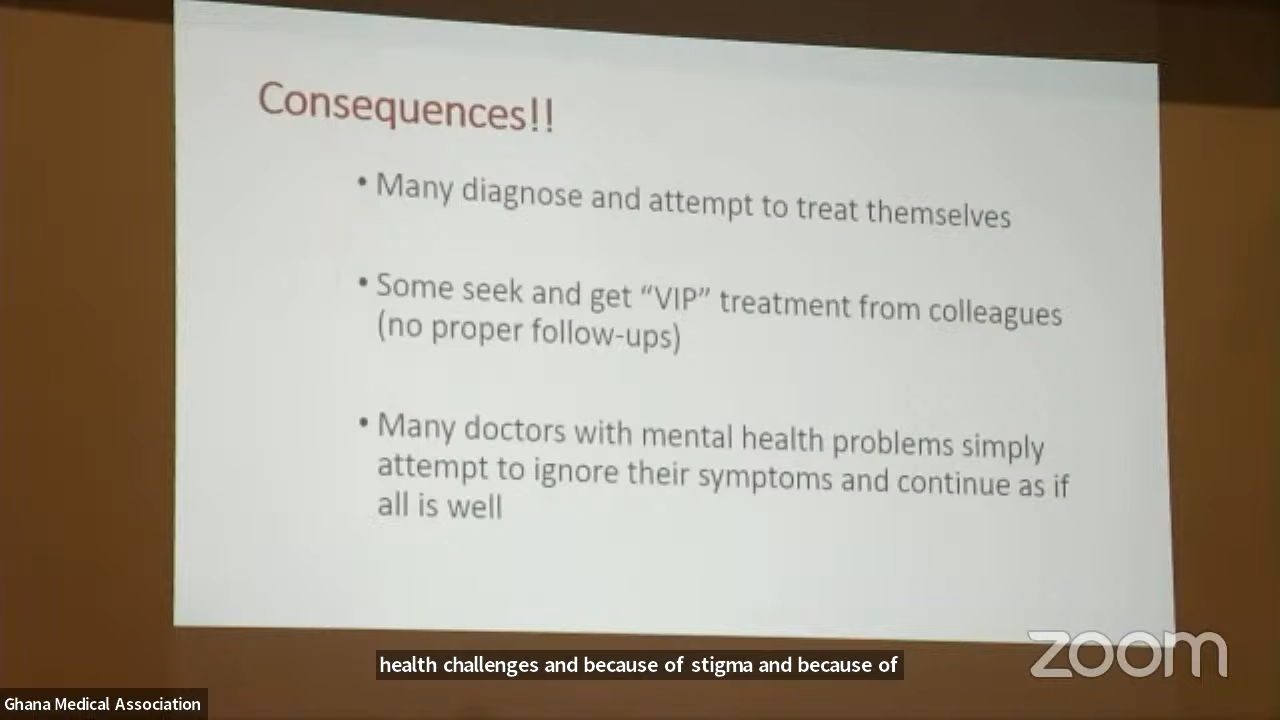 Consequences!!
• Many diagnose and attempt to treat themselves
• Some seek and get “VIP” treatment from colleagues
(no proper follow-ups)
• Many doctors with mental health problems simply
attempt to ignore their symptoms and continue as if
all is well
zoom
health challenges and because of stigma and because of
Ghana Medical Association